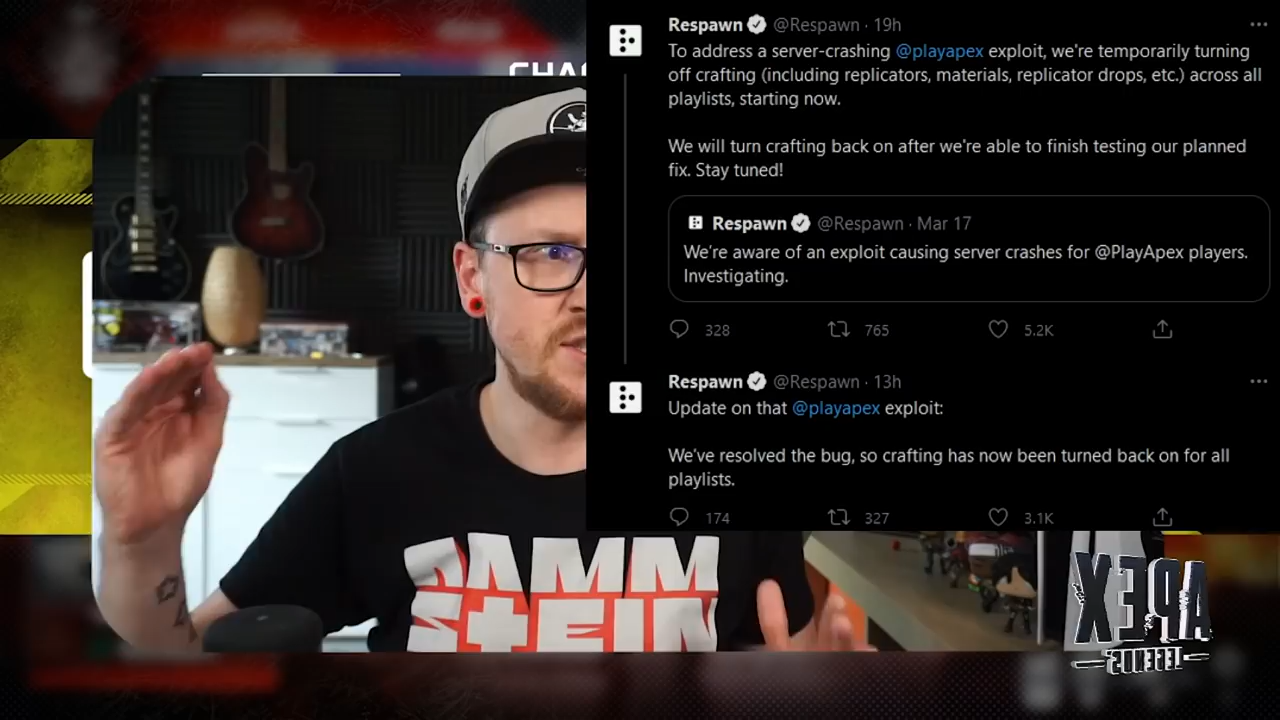 CHA
Respawn @Respawn · 19h
To address a server-crashing @playapex exploit, we're temporarily turning
off crafting (including replicators, materials, replicator drops, etc.) across all
playlists, starting now.
We will turn crafting back on after we're able to finish testing our planned
fix. Stay tuned!
Respawn @Respawn · Mar 17
We're aware of an exploit causing server crashes for @PlayApex players.
Investigating.
328 765 5.2K
Respawn @Respawn · 13h
Update on that @playapex exploit:
We've resolved the bug, so crafting has now been turned back on for all
playlists.
174 327 3.1K
RAMM
STEIN
APEX
LEGENDS